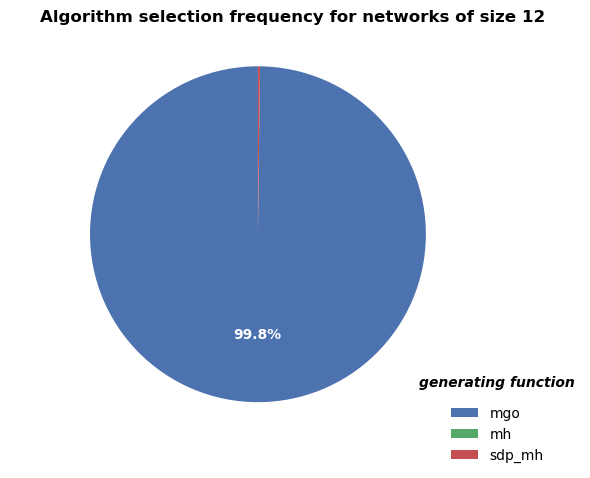 Algorithm selection frequency for networks of size 12
99.8%
generating function
mgo
mh
sdp_mh